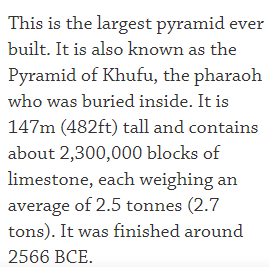 This is the largest pyramid ever
built. It is also known as the
Pyramid of Khufu, the pharaoh
who was buried inside. It is
147m (482ft) tall and contains
about 2,300,000 blocks of
limestone, each weighing an
average of 2.5 tonnes (2.7
tons). It was finished around
2566 BCE.